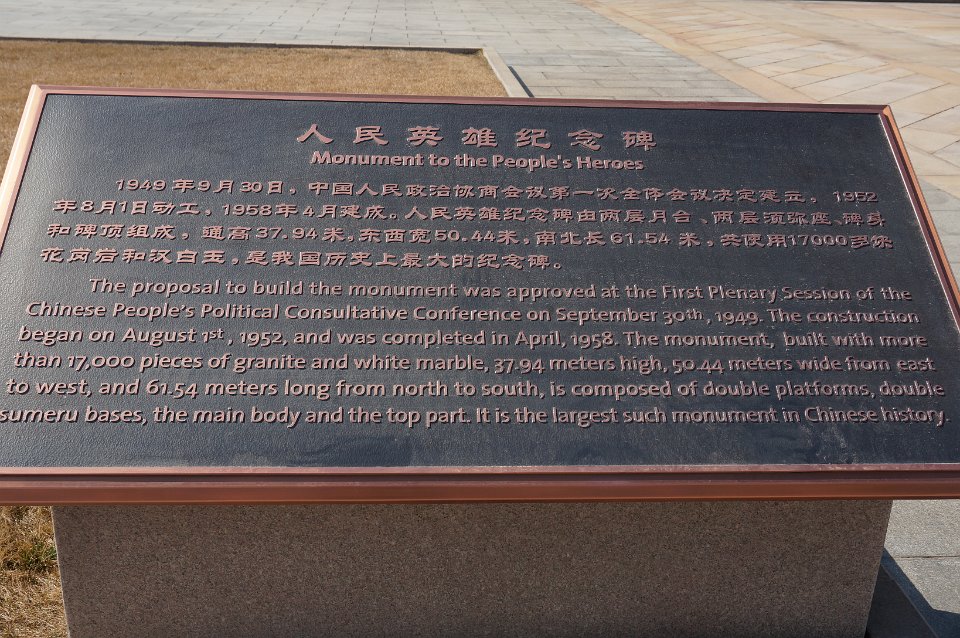 人民英雄纪念碑
Monument to the People's Heroes
1949年9月30日，中国人民政治协商会议第一次全体会议决定建立，1952
年8月1日动工，1958年4月建成。人民英雄纪念碑由两层月台、两层须弥座、碑身
和碑顶组成，通高37.94米，东西宽50.44米，南北长61.54米，共使用17000多块
花岗岩和汉白玉，是我国历史上最大的纪念碑。
The proposal to build the monument was approved at the First Plenary Session of the
Chinese People's Political Consultative Conference on September 30th, 1949. The construction
began on August 1st, 1952, and was completed in April, 1958. The monument, built with more
than 17,000 pieces of granite and white marble, 37.94 meters high, 50.44 meters wide from east
to west, and 61.54 meters long from north to south, is composed of double platforms, double
sumeru bases, the main body and the top part. It is the largest such monument in Chinese history.